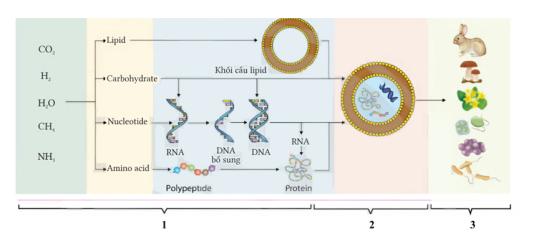 CO₂
H₂
H₂O
CH₄
NH₃
Lipid
Carbohydrate
Nucleotide
Amino acid
Khối cầu lipid
RNA
DNA
bổ sung
DNA
RNA
Polypeptide
Protein
1
2
3